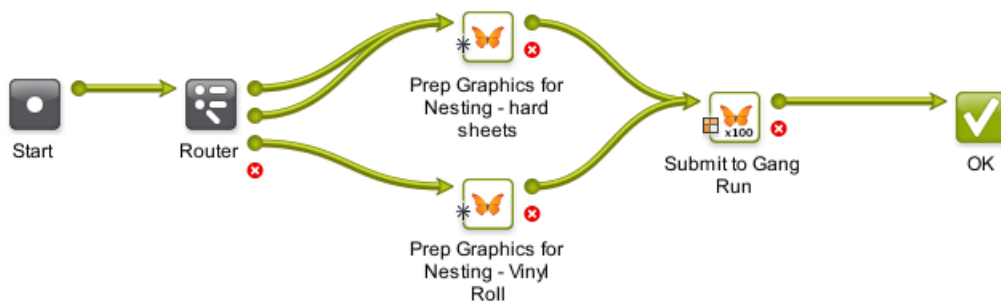 Prep Graphics for
Nesting - hard
sheets
Start
Router
x100
Submit to Gang
Run
OK
Prep Graphics for
Nesting - Vinyl
Roll